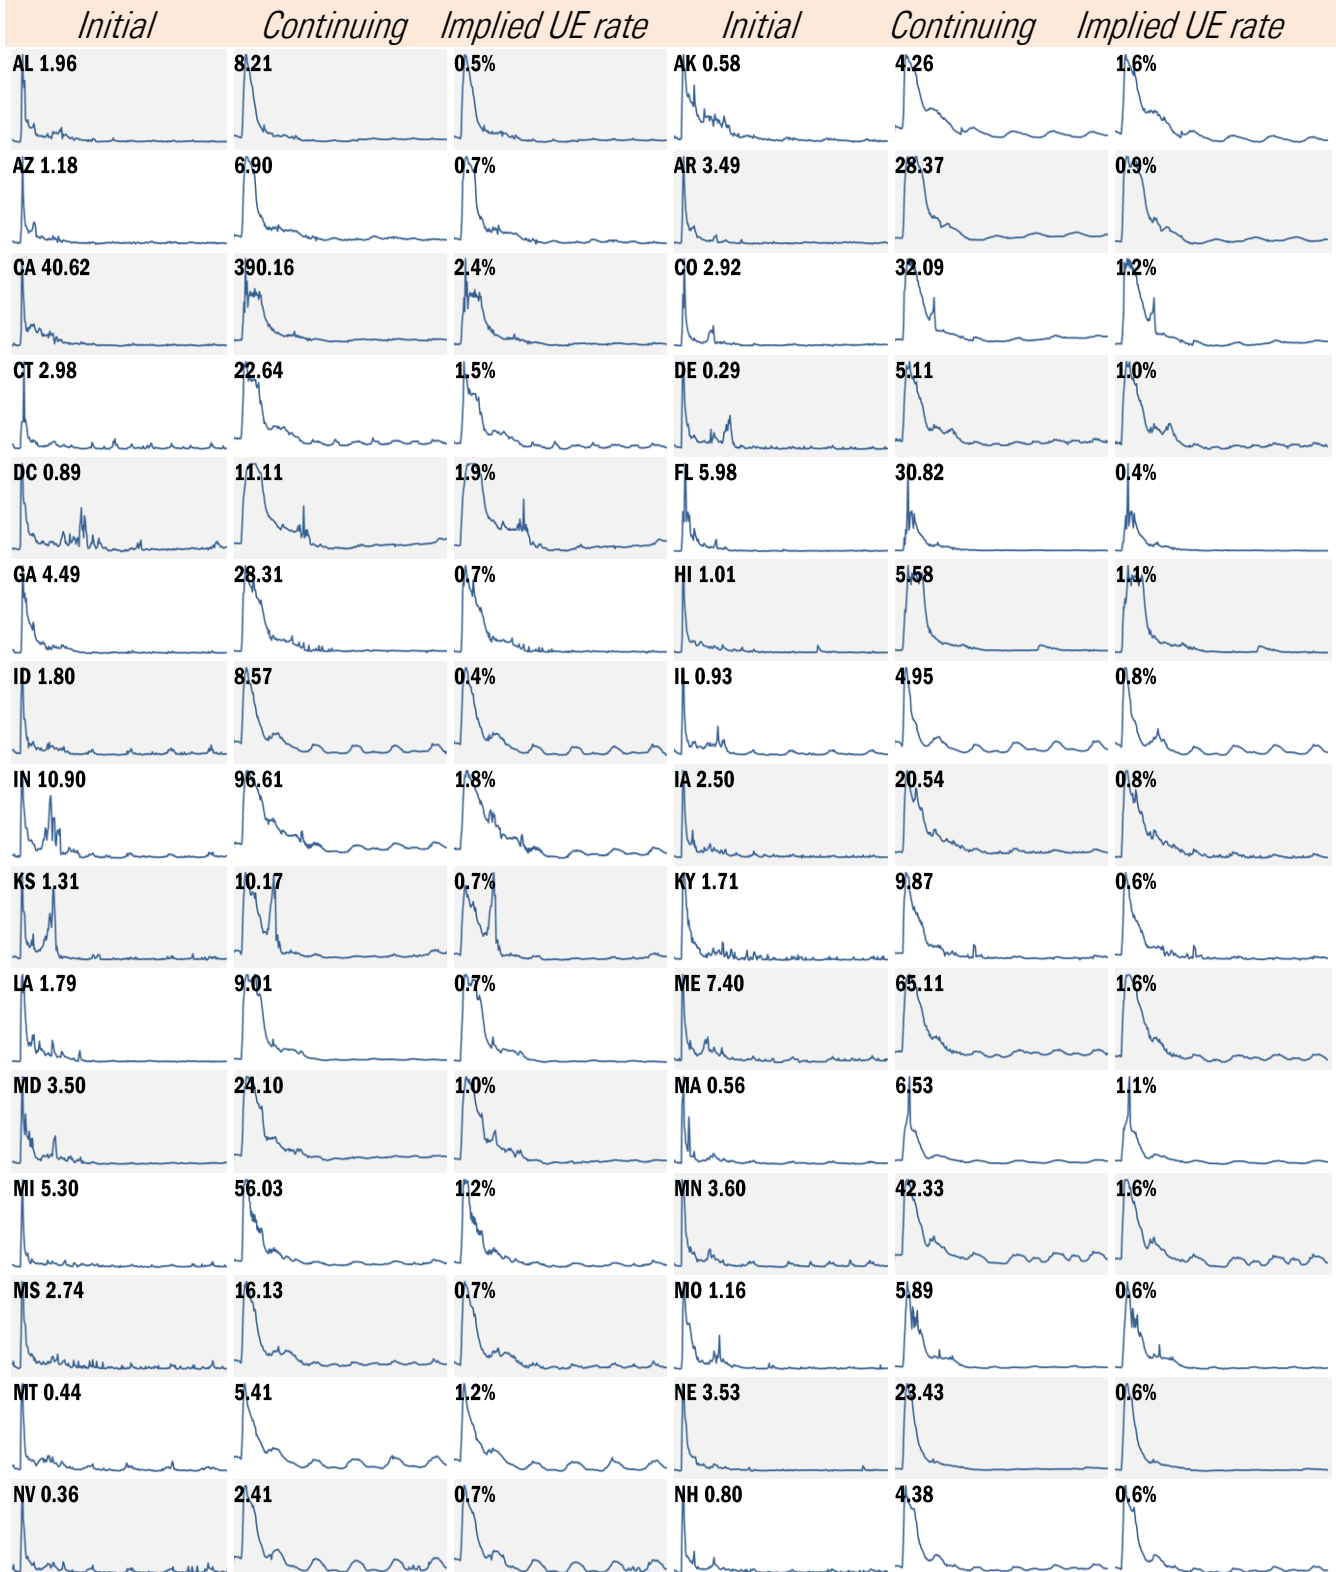 Initial Continuing Implied UE rate Initial Continuing Implied UE rate
AL 1.96 8.21 0.5% AK 0.58 4.26 1.6%
AZ 1.18 6.90 0.7% AR 3.49 28.37 0.9%
CA 40.62 390.16 2.4% CO 2.92 32.09 1.2%
CT 2.98 22.64 1.5% DE 0.29 5.11 1.0%
DC 0.89 11.11 1.9% FL 5.98 30.82 0.4%
GA 4.49 28.31 0.7% HI 1.01 5.58 1.1%
ID 1.80 8.57 0.4% IL 0.93 4.95 0.8%
IN 10.90 96.61 1.8% IA 2.50 20.54 0.8%
KS 1.31 10.17 0.7% KY 1.71 9.87 0.6%
LA 1.79 9.01 0.7% ME 7.40 65.11 1.6%
MD 3.50 24.10 1.0% MA 0.56 6.53 1.1%
MI 5.30 56.03 1.2% MN 3.60 42.33 1.6%
MS 2.74 16.13 0.7% MO 1.16 5.89 0.6%
MT 0.44 5.41 1.2% NE 3.53 23.43 0.6%
NV 0.36 2.41 0.7% NH 0.80 4.38 0.6%